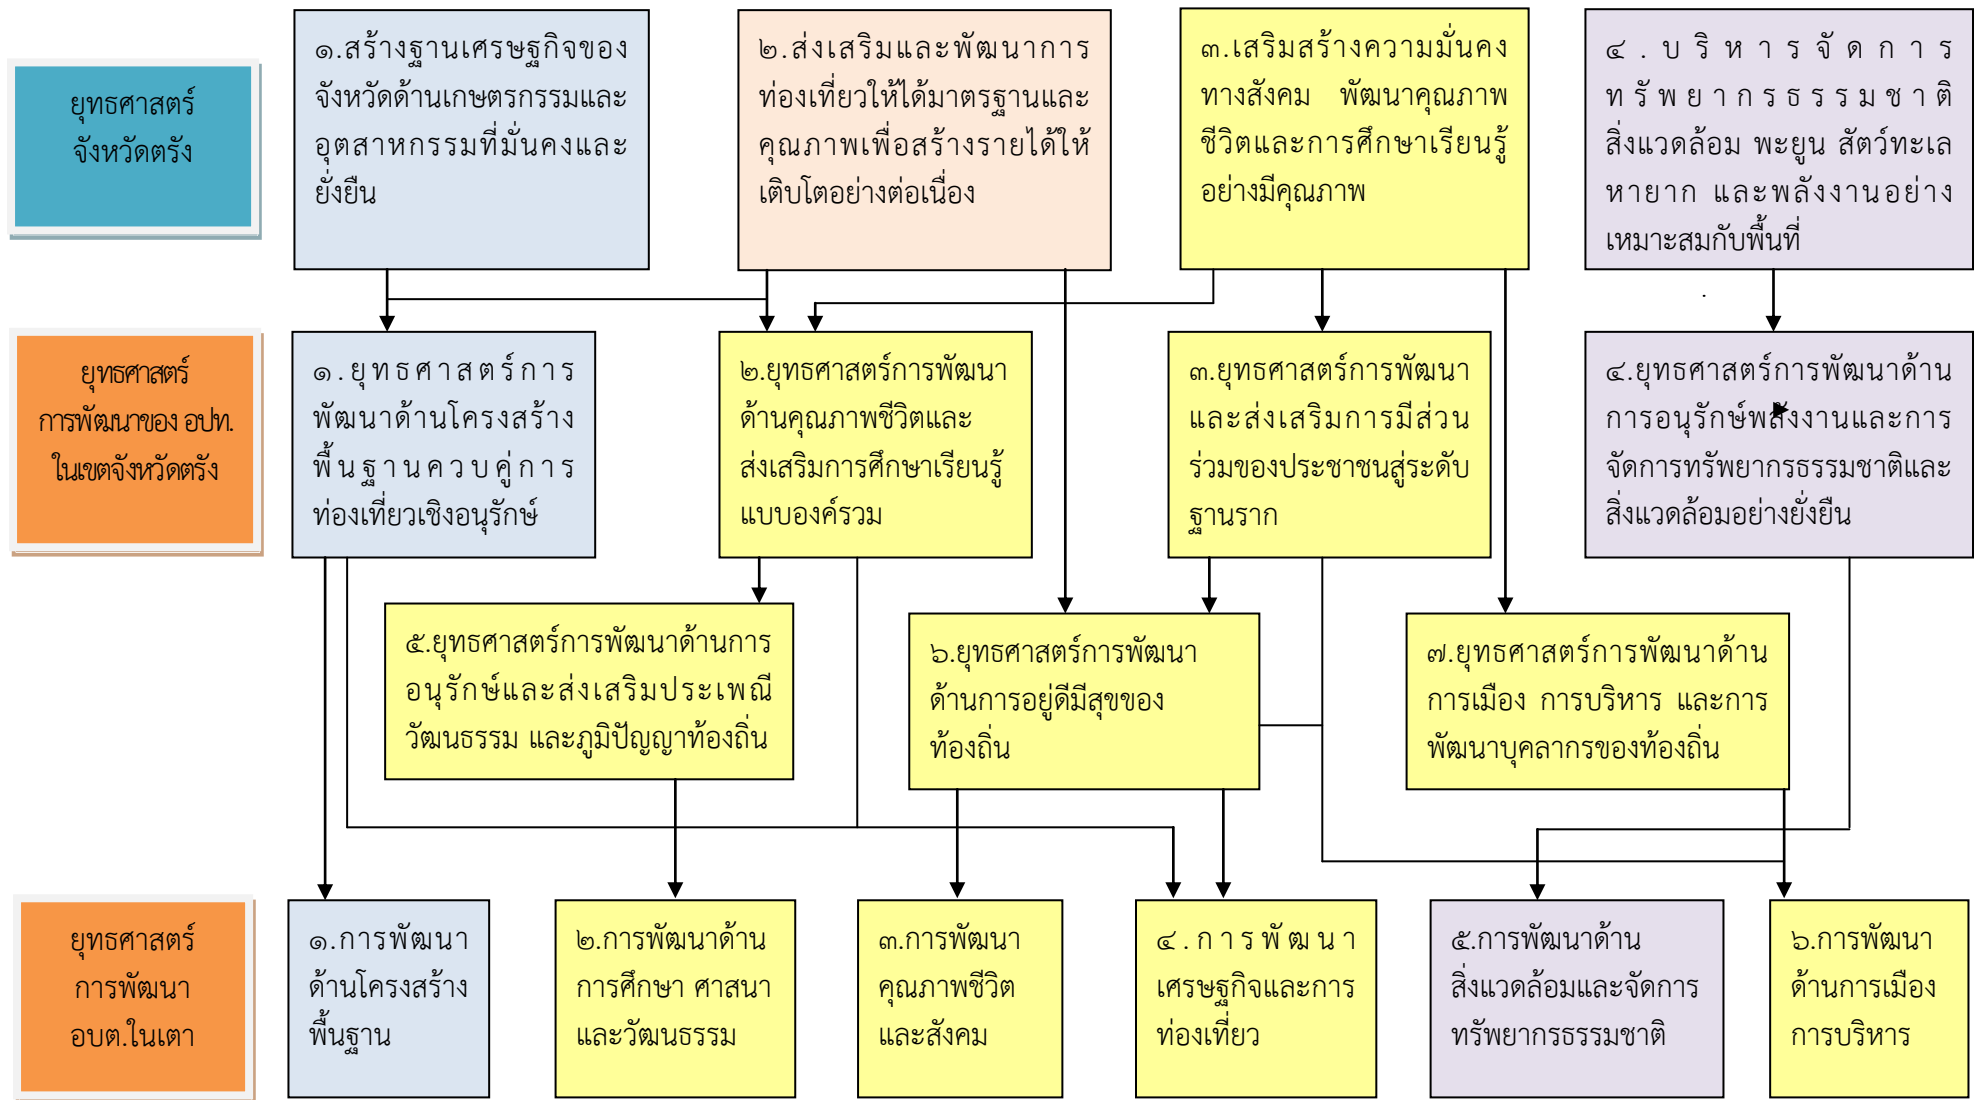 ยุทธศาสตร์
จังหวัดตรัง
๑.สร้างฐานเศรษฐกิจของ
จังหวัดด้านเกษตรกรรมและ
อุตสาหกรรมที่มั่นคงและ
ยั่งยืน
๒.ส่งเสริมและพัฒนาการ
ท่องเที่ยวให้ได้มาตรฐานและ
คุณภาพเพื่อสร้างรายได้ให้
เติบโตอย่างต่อเนื่อง
๓.เสริมสร้างความมั่นคง
ทางสังคม พัฒนาคุณภาพ
ชีวิตและการศึกษาเรียนรู้
อย่างมีคุณภาพ
๔.บริหารจัดการ
ทรัพยากรธรรมชาติ
สิ่งแวดล้อม พะยูน สัตว์ทะเล
หายาก และพลังงานอย่าง
เหมาะสมกับพื้นที่
ยุทธศาสตร์
การพัฒนาของ อปท.
ในเขตจังหวัดตรัง
๑.ยุทธศาสตร์การ
พัฒนาด้านโครงสร้าง
พื้นฐานควบคู่การ
ท่องเที่ยวเชิงอนุรักษ์
๒.ยุทธศาสตร์การพัฒนา
ด้านคุณภาพชีวิตและ
ส่งเสริมการศึกษาเรียนรู้
แบบองค์รวม
๓.ยุทธศาสตร์การพัฒนา
และส่งเสริมการมีส่วน
ร่วมของประชาชนสู่ระดับ
ฐานราก
๔.ยุทธศาสตร์การพัฒนาด้าน
การอนุรักษ์พลังงานและการ
จัดการทรัพยากรธรรมชาติและ
สิ่งแวดล้อมอย่างยั่งยืน
๕.ยุทธศาสตร์การพัฒนาด้านการ
อนุรักษ์และส่งเสริมประเพณี
วัฒนธรรม และภูมิปัญญาท้องถิ่น
๖.ยุทธศาสตร์การพัฒนา
ด้านการอยู่ดีมีสุขของ
ท้องถิ่น
๗.ยุทธศาสตร์การพัฒนาด้าน
การเมือง การบริหาร และการ
พัฒนาบุคลากรของท้องถิ่น
ยุทธศาสตร์
การพัฒนา
อบต.ในเตา
๑.การพัฒนา
ด้านโครงสร้าง
พื้นฐาน
๒.การพัฒนาด้าน
การศึกษา ศาสนา
และวัฒนธรรม
๓.การพัฒนา
คุณภาพชีวิต
และสังคม
๔.การพัฒนา
เศรษฐกิจและการ
ท่องเที่ยว
๕.การพัฒนาด้าน
สิ่งแวดล้อมและจัดการ
ทรัพยากรธรรมชาติ
๖.การพัฒนา
ด้านการเมือง
การบริหาร